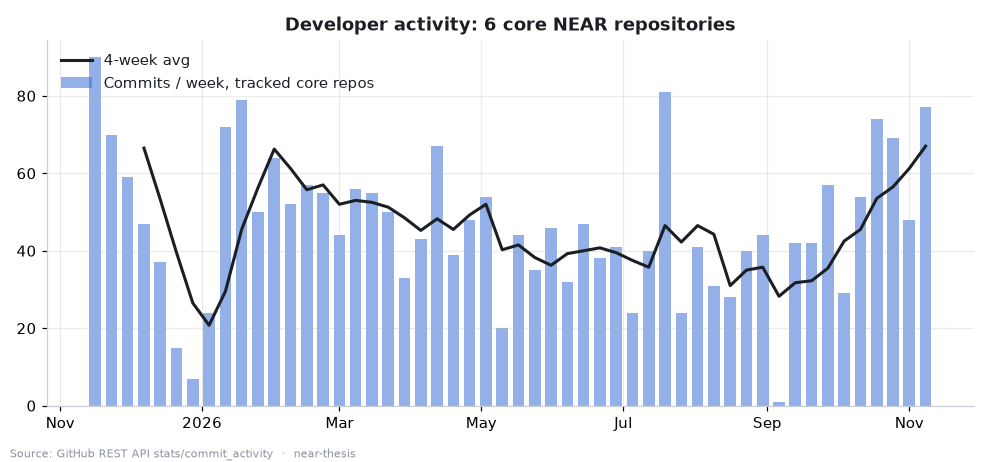 Developer activity: 6 core NEAR repositories
4-week avg
Commits / week, tracked core repos
80
60
40
20
0
Nov 2026 Mar May Jul Sep Nov
Source: GitHub REST API stats/commit_activity · near-thesis